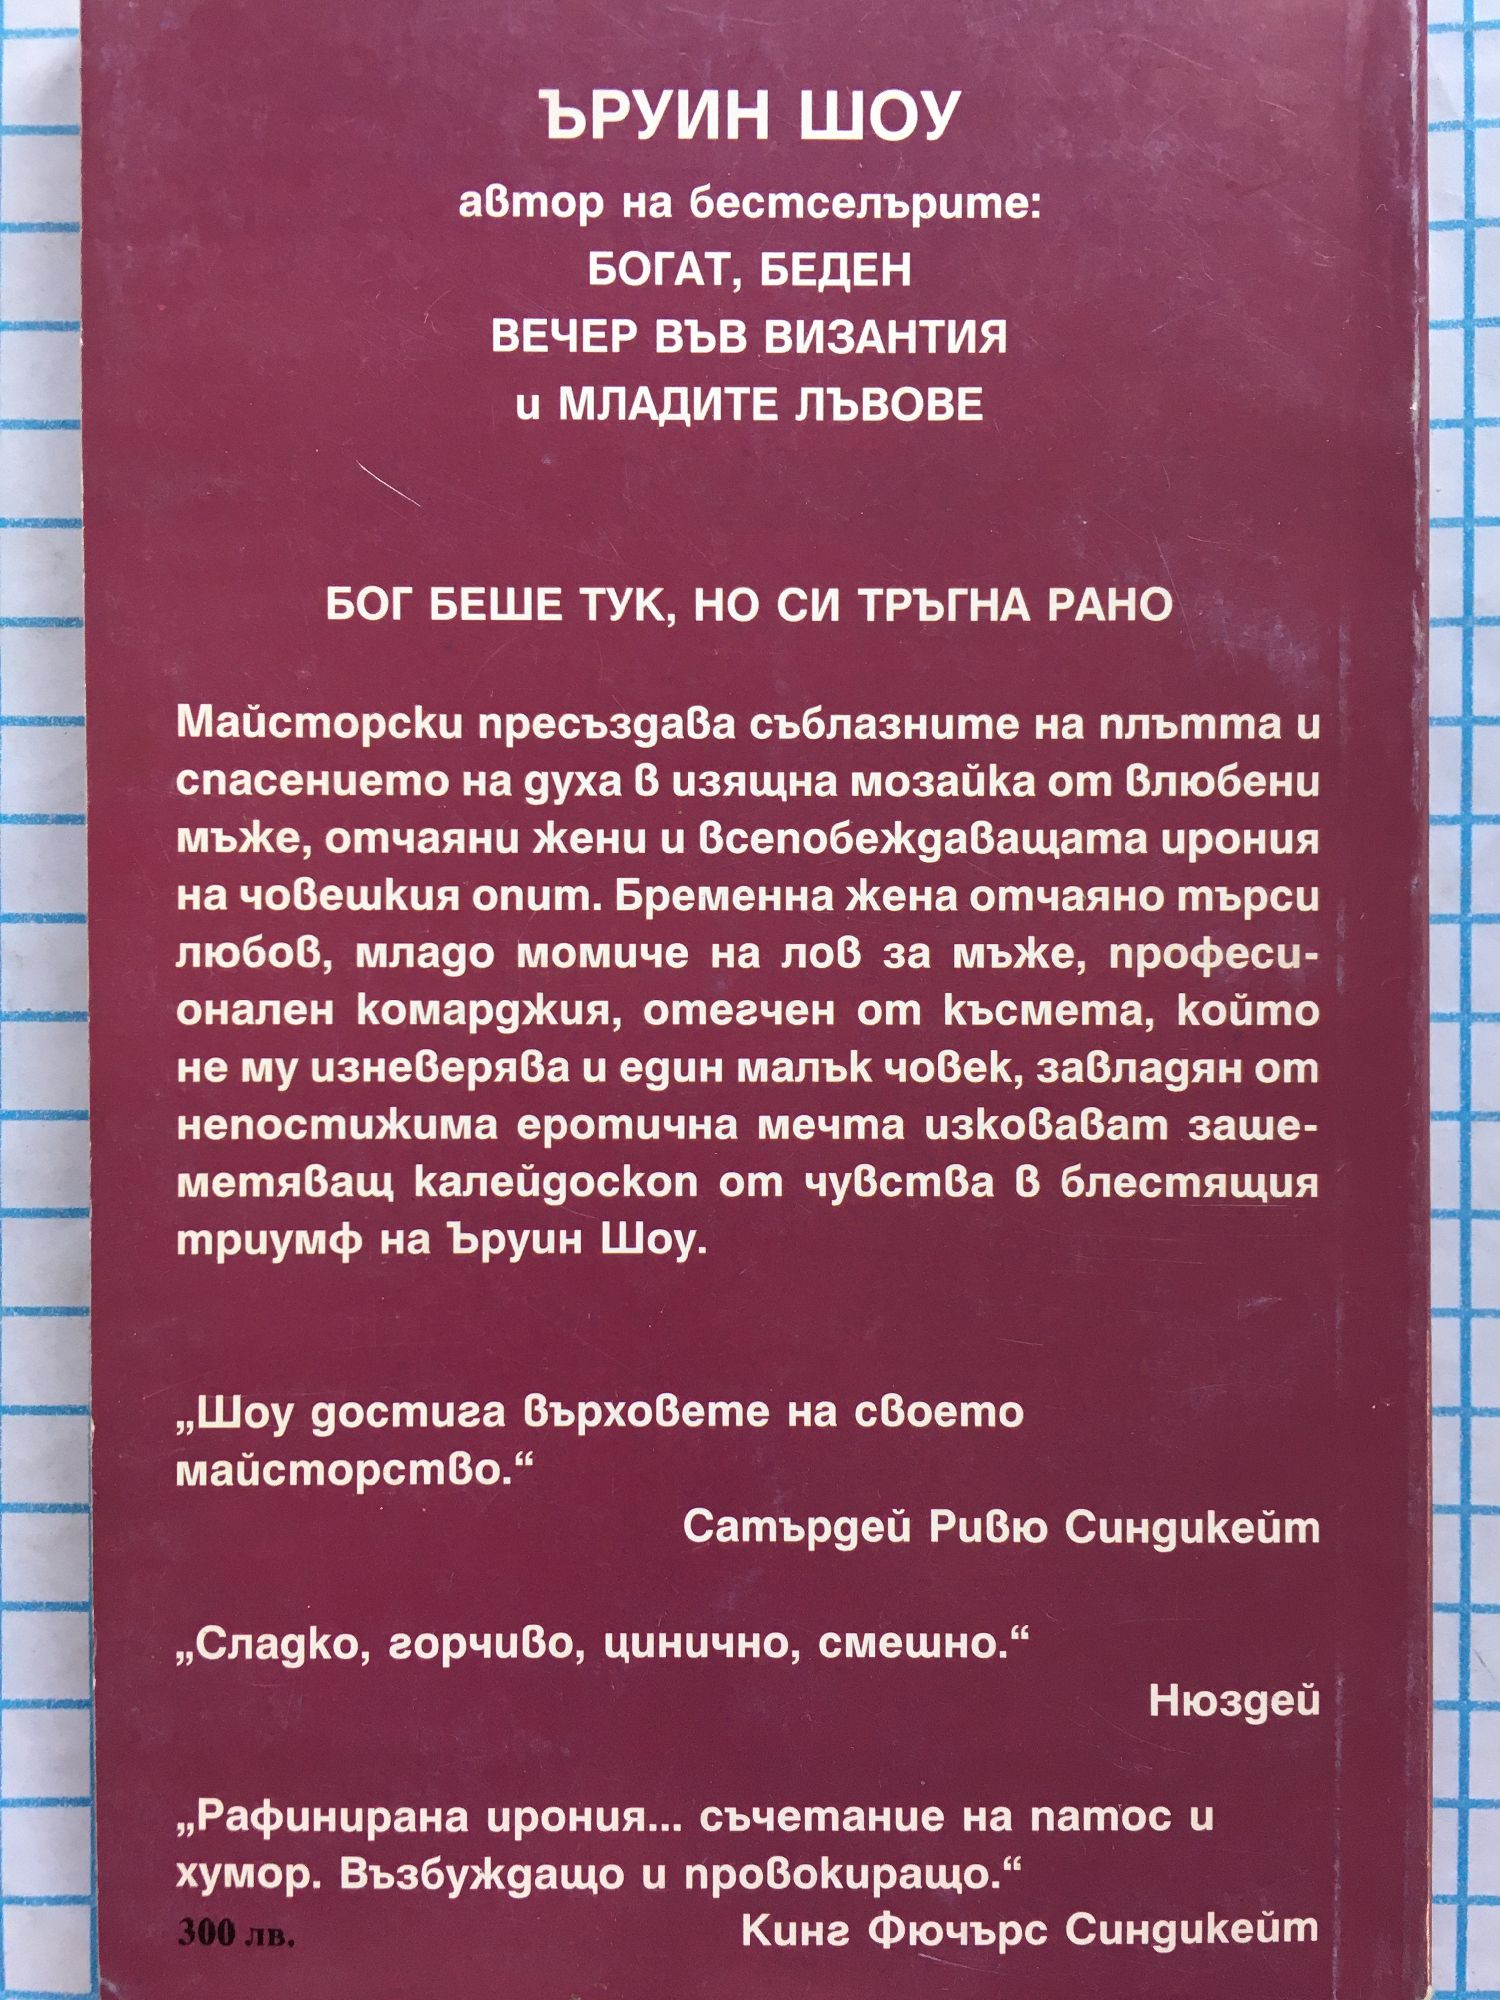 ЪРУИН ШОУ
автор на бестселърите:
БОГАТ, БЕДЕН
ВЕЧЕР ВЪВ ВИЗАНТИЯ
и МЛАДИТЕ ЛЪВОВЕ
БОГ БЕШЕ ТУК, НО СИ ТРЪГНА РАНО
Майсторски пресъздава съблазните на плътта и
спасението на духа в изящна мозайка от влюбени
мъже, отчаяни жени и всепобеждаващата ирония
на човешкия опит. Бременна жена отчаяно търси
любов, младо момиче на лов за мъже, професи-
онален комарджия, отегчен от късмета, който
не му изневерява и един малък човек, завладян от
непостижима еротична мечта изковават заше-
метяващ калейдоскоп от чувства в блестящия
триумф на Ъруин Шоу.
„Шоу достига върховете на своето
майсторство.“
Сатърдей Ривю Синдикейт
„Сладко, горчиво, цинично, смешно.“
Нюздей
„Рафинирана ирония... съчетание на патос и
хумор. Възбуждащо и провокиращо.“
300 лв. Кинг Фючърс Синдикейт